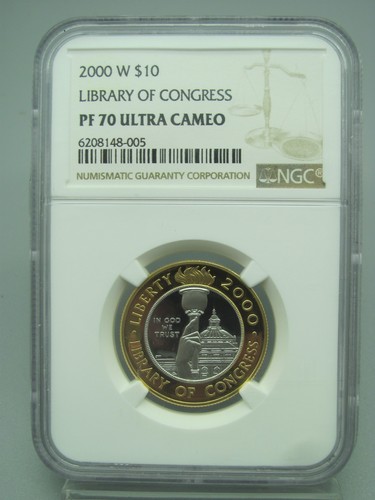 2000 W $10
LIBRARY OF CONGRESS
PF 70 ULTRA CAMEO
6208148-005
NUMISMATIC GUARANTY CORPORATION
NGC®
LIBERTY 2000
IN GOD
WE
TRUST
LIBRARY OF CONGRESS